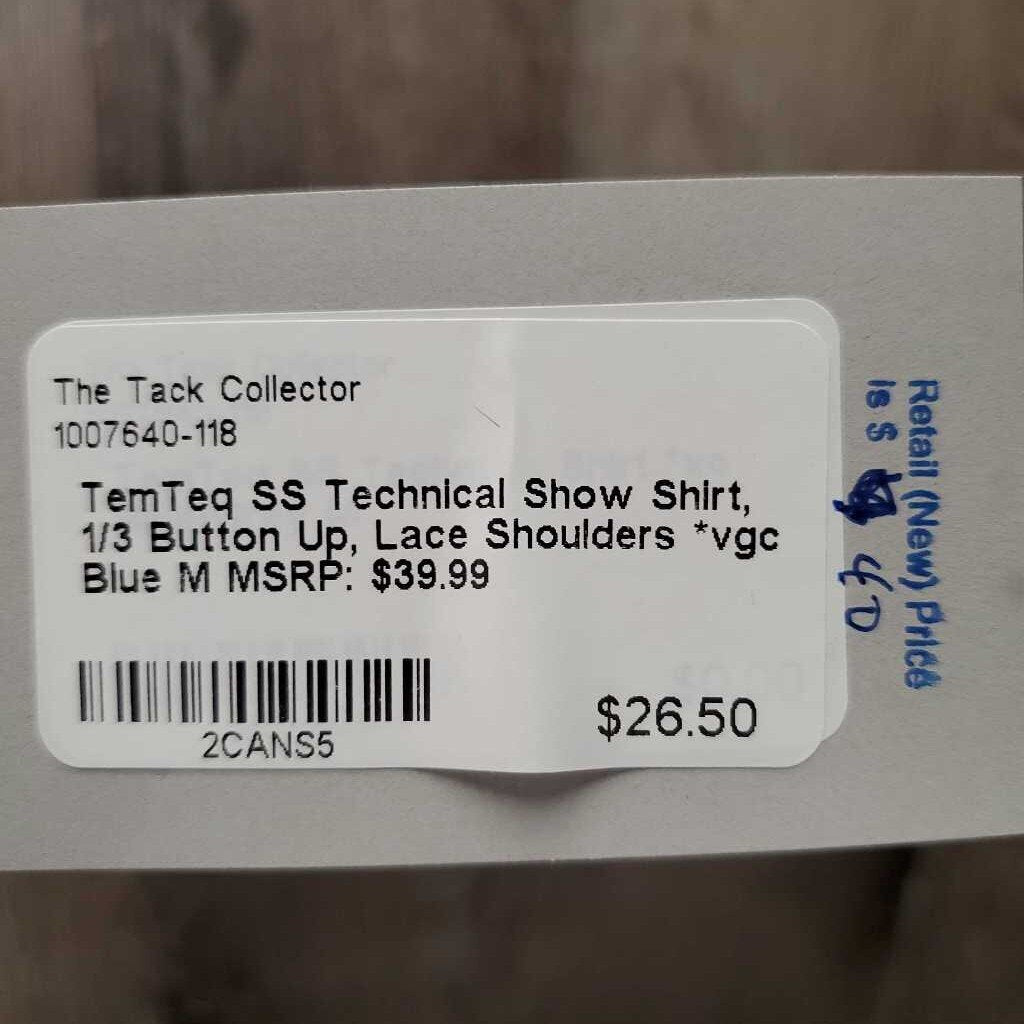 The Tack Collector
1007640-118
TemTeq SS Technical Show Shirt,
1/3 Button Up, Lace Shoulders *vgc
Blue M MSRP: $39.99
2CANS5
$26.50
Retail (New) Price
is $ 40